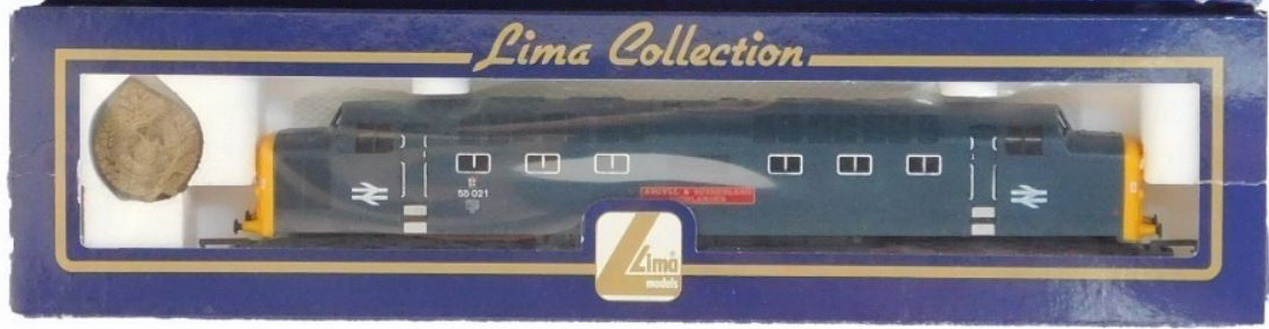 Lima Collection
55 021
ARGYLL & SUTHERLAND
HIGHLANDER
Lima
models